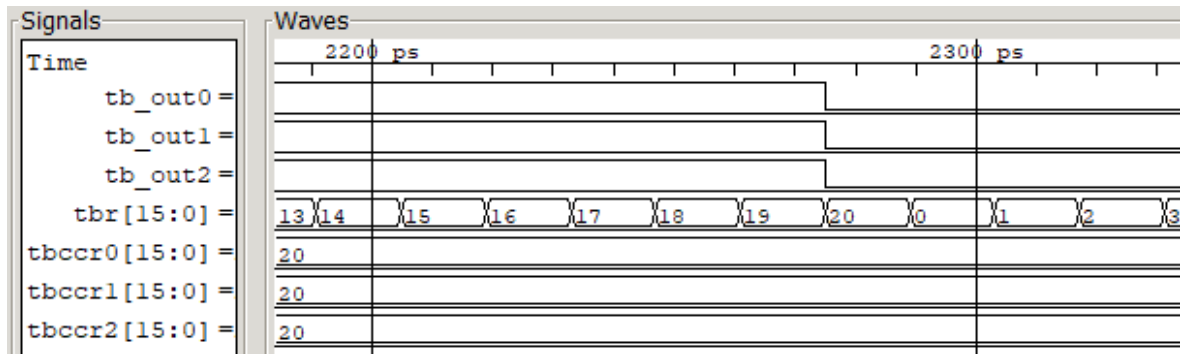 Signals
Waves
Time
2200 ps
2300 ps
tb_out0 =
tb_out1 =
tb_out2 =
tbr[15:0] =
13 14 15 16 17 18 19 20 0 1 2 3
tbccr0[15:0] =
20
tbccr1[15:0] =
20
tbccr2[15:0] =
20